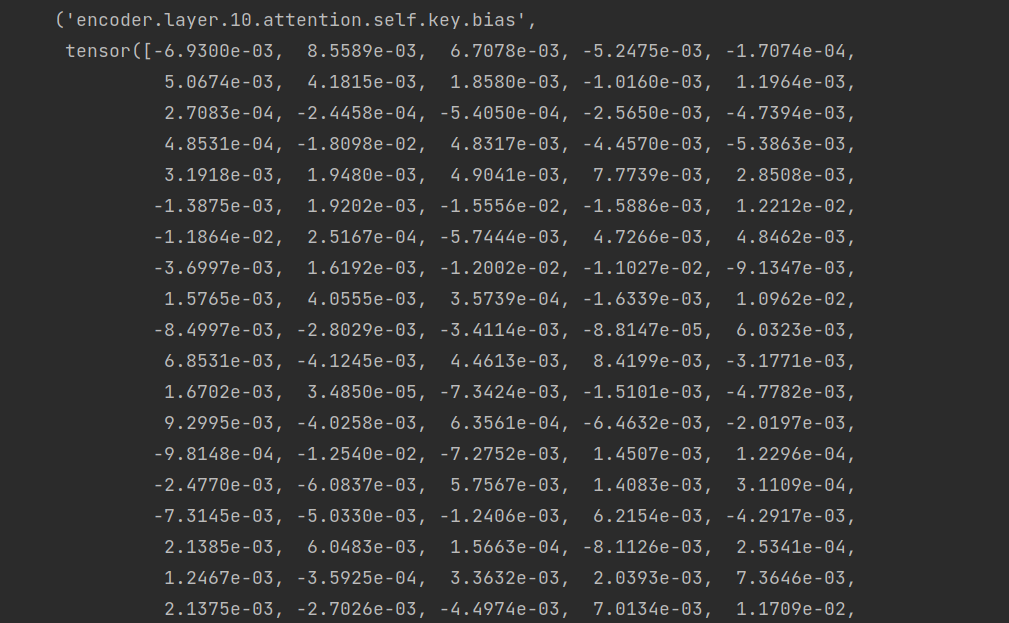 ('encoder.layer.10.attention.self.key.bias',
tensor([-6.9300e-03, 8.5589e-03, 6.7078e-03, -5.2475e-03, -1.7074e-04,
5.0674e-03, 4.1815e-03, 1.8580e-03, -1.0160e-03, 1.1964e-03,
2.7083e-04, -2.4458e-04, -5.4050e-04, -2.5650e-03, -4.7394e-03,
4.8531e-04, -1.8098e-02, 4.8317e-03, -4.4570e-03, -5.3863e-03,
3.1918e-03, 1.9480e-03, 4.9041e-03, 7.7739e-03, 2.8508e-03,
-1.3875e-03, 1.9202e-03, -1.5556e-02, -1.5886e-03, 1.2212e-02,
-1.1864e-02, 2.5167e-04, -5.7444e-03, 4.7266e-03, 4.8462e-03,
-3.6997e-03, 1.6192e-03, -1.2002e-02, -1.1027e-02, -9.1347e-03,
1.5765e-03, 4.0555e-03, 3.5739e-04, -1.6339e-03, 1.0962e-02,
-8.4997e-03, -2.8029e-03, -3.4114e-03, -8.8147e-05, 6.0323e-03,
6.8531e-03, -4.1245e-03, 4.4613e-03, 8.4199e-03, -3.1771e-03,
1.6702e-03, 3.4850e-05, -7.3424e-03, -1.5101e-03, -4.7782e-03,
9.2995e-03, -4.0258e-03, 6.3561e-04, -6.4632e-03, -2.0197e-03,
-9.8148e-04, -1.2540e-02, -7.2752e-03, 1.4507e-03, 1.2296e-04,
-2.4770e-03, -6.0837e-03, 5.7567e-03, 1.4083e-03, 3.1109e-04,
-7.3145e-03, -5.0330e-03, -1.2406e-03, 6.2154e-03, -4.2917e-03,
2.1385e-03, 6.0483e-03, 1.5663e-04, -8.1126e-03, 2.5341e-04,
1.2467e-03, -3.5925e-04, 3.3632e-03, 2.0393e-03, 7.3646e-03,
2.1375e-03, -2.7026e-03, -4.4974e-03, 7.0134e-03, 1.1709e-02,